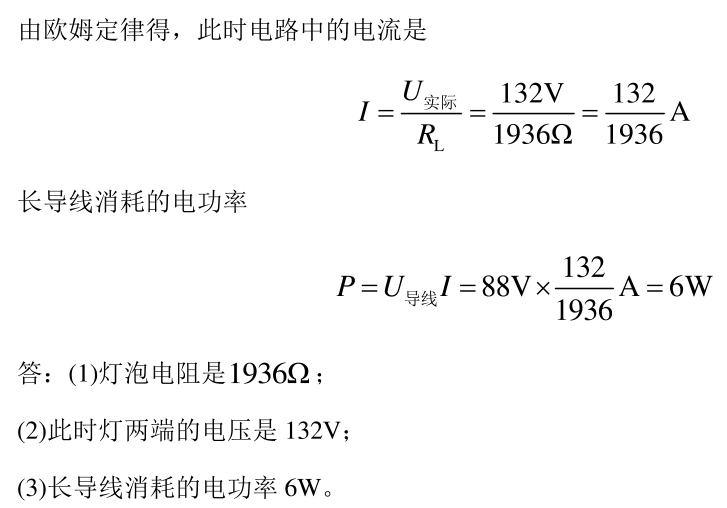 由欧姆定律得，此时电路中的电流是
I = U实际/R_L = 132V/1936Ω = 132/1936 A
长导线消耗的电功率
P = U导线I = 88V × 132/1936 A = 6W
答：(1)灯泡电阻是1936Ω；
(2)此时灯两端的电压是 132V；
(3)长导线消耗的电功率 6W。